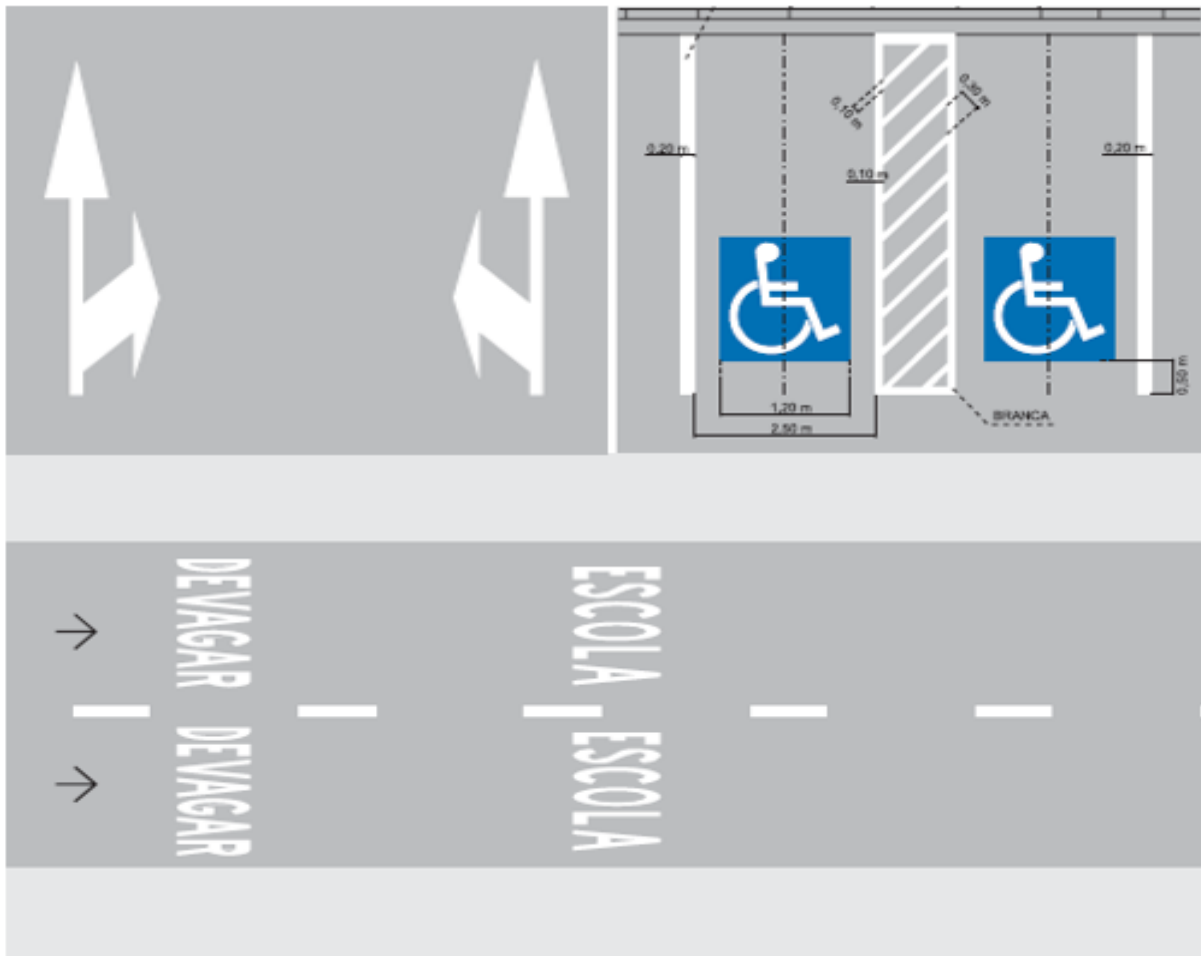 0,10 m
0,30 m
0,20 m
0,20 m
0,10 m
1,20 m
2,50 m
0,50 m
BRANCA
DEVAGAR ESCOLA
DEVAGAR ESCOLA